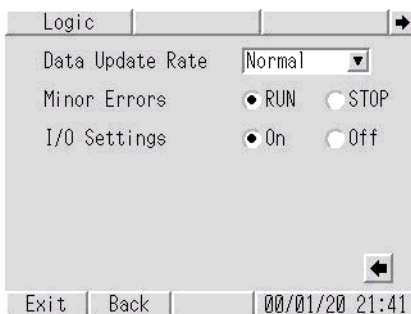 Logic
Data Update Rate Normal
Minor Errors RUN STOP
I/O Settings On Off
Exit Back 00/01/20 21:41